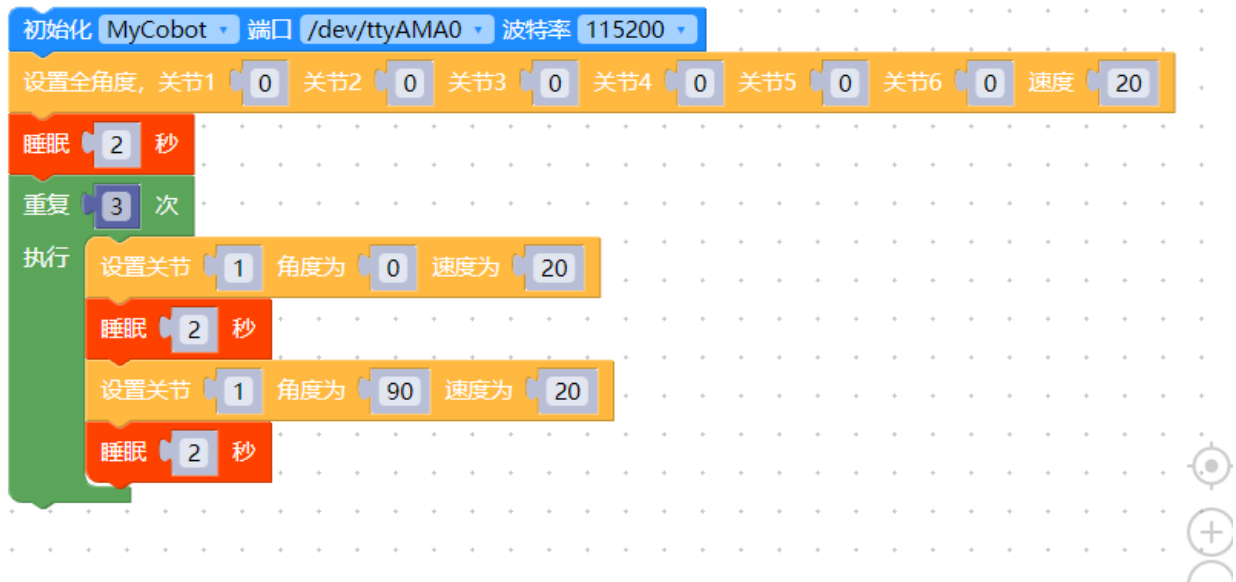 初始化 MyCobot 端口 /dev/ttyAMA0 波特率 115200
设置全角度, 关节1 0 关节2 0 关节3 0 关节4 0 关节5 0 关节6 0 速度 20
睡眠 2 秒
重复 3 次
执行 设置关节 1 角度为 0 速度为 20
睡眠 2 秒
设置关节 1 角度为 90 速度为 20
睡眠 2 秒